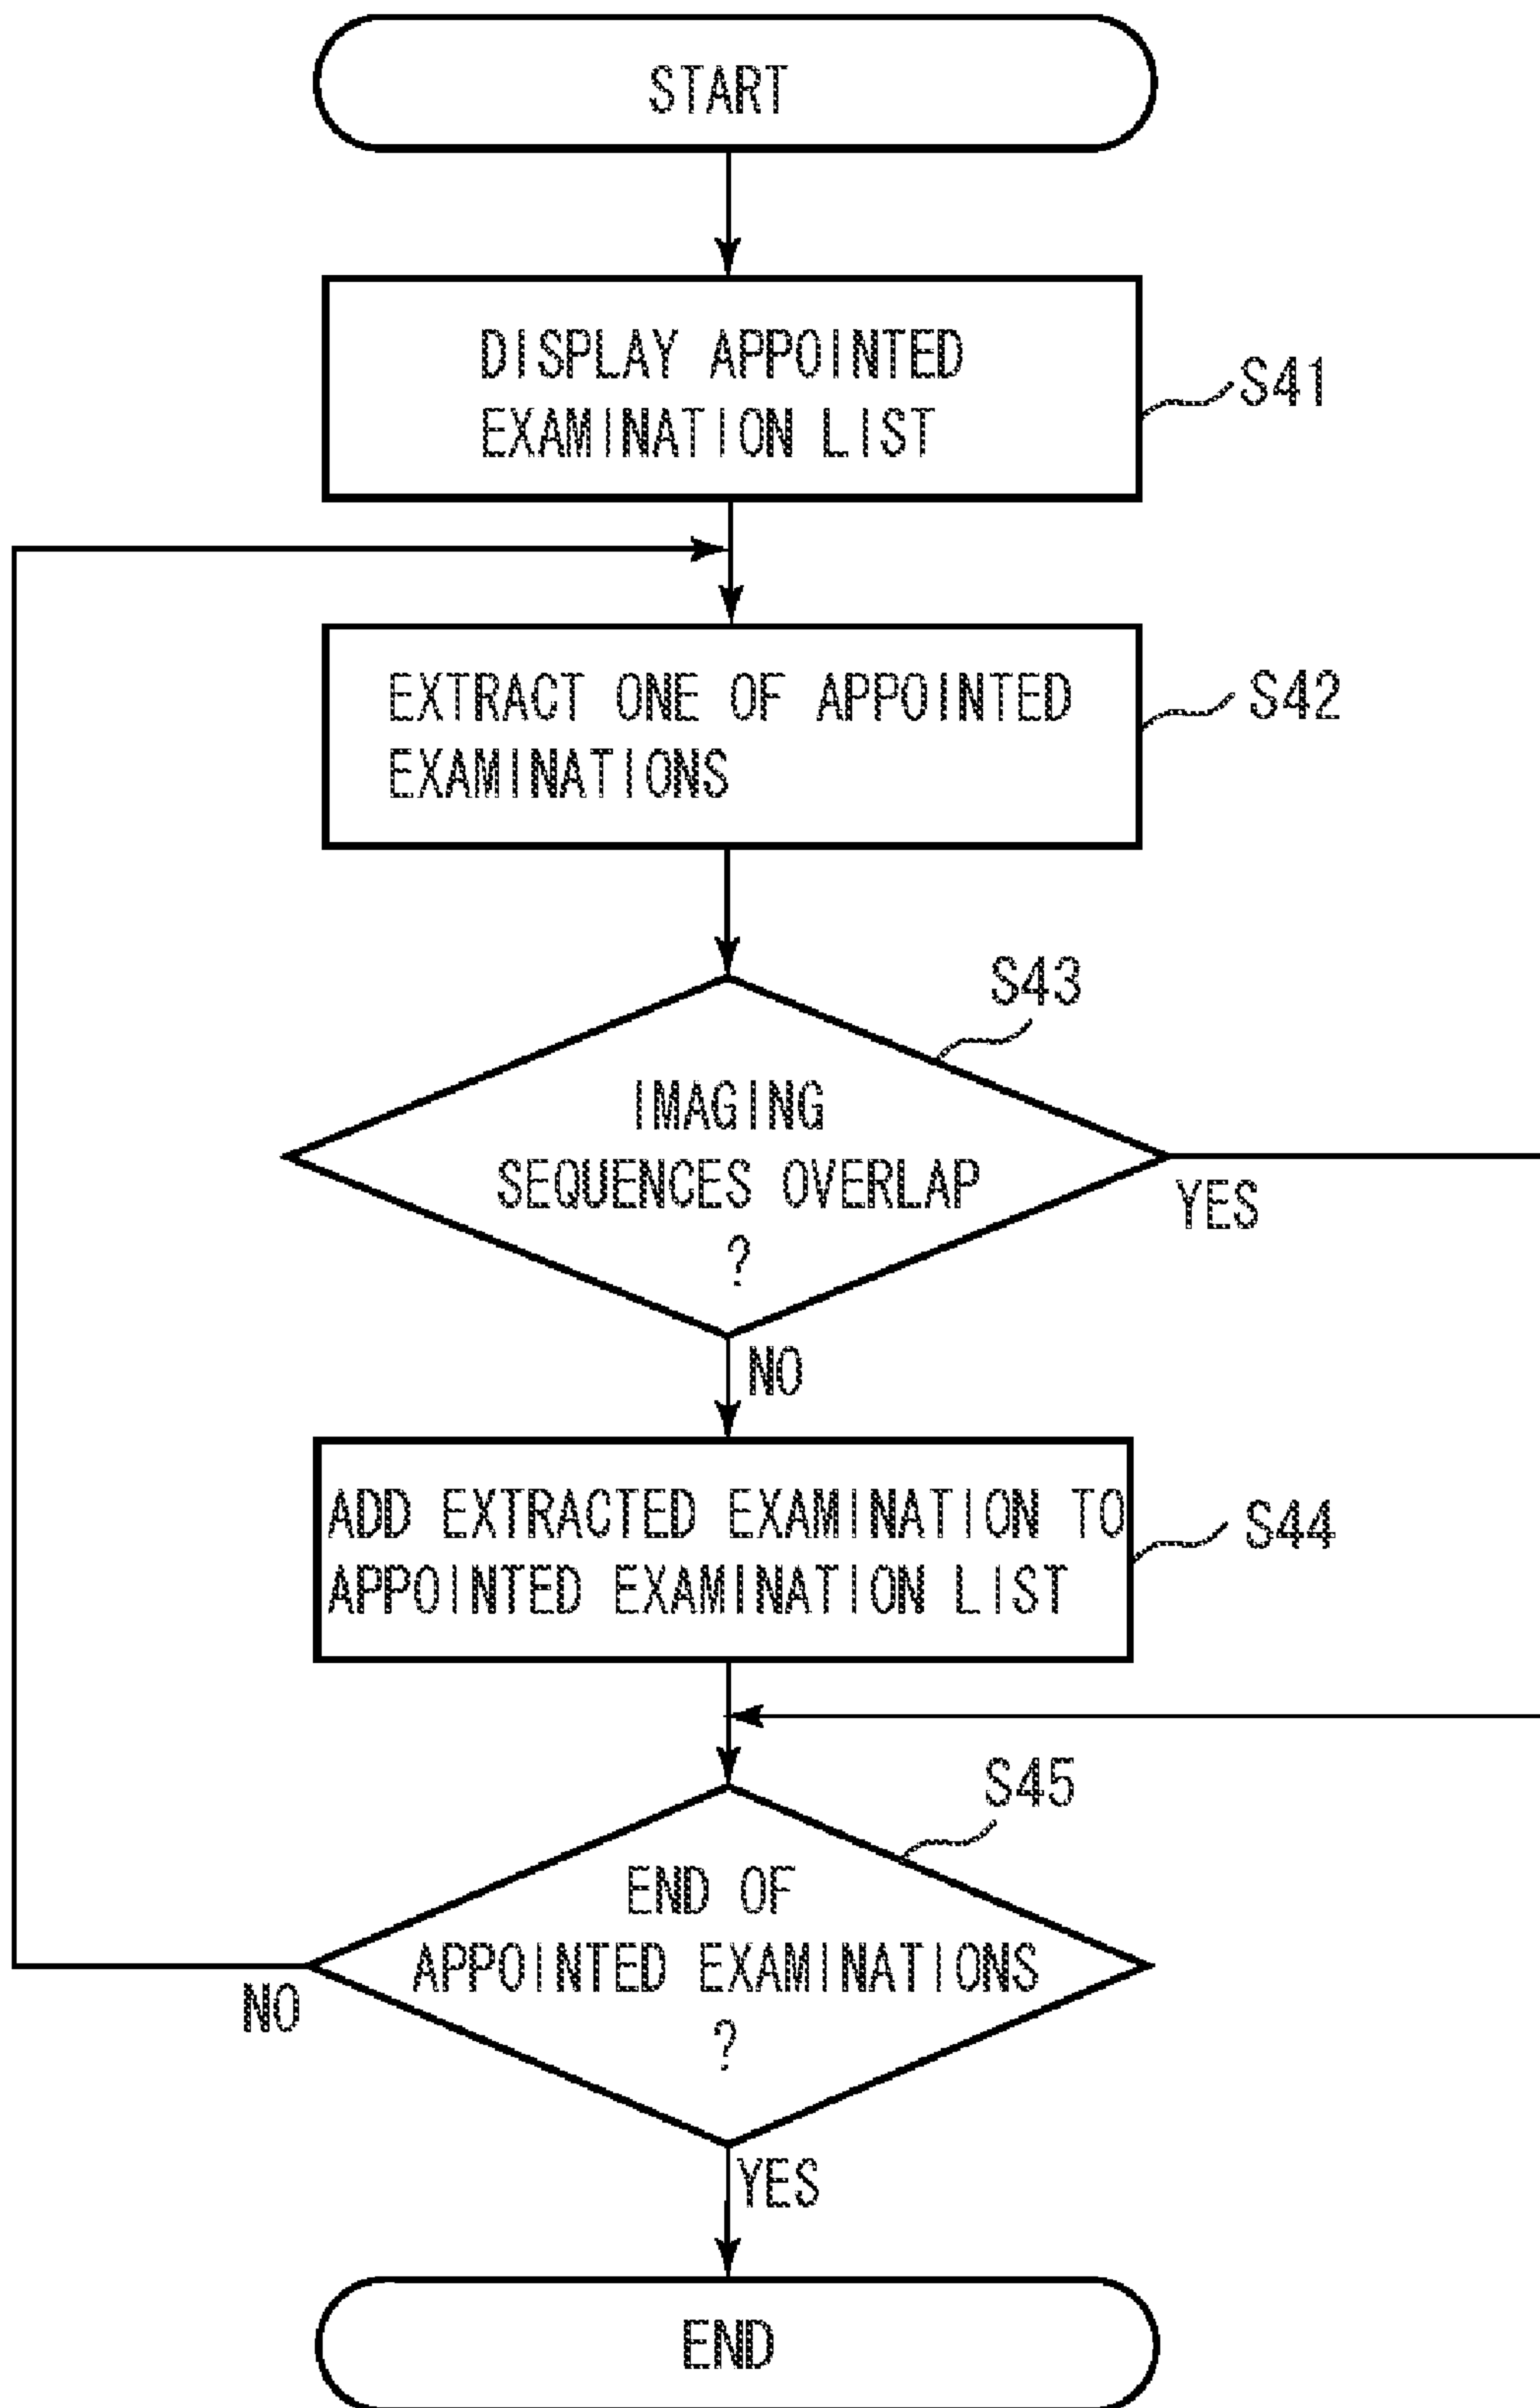 START
DISPLAY APPOINTED
EXAMINATION LIST
S41
EXTRACT ONE OF APPOINTED
EXAMINATIONS
S42
S43
IMAGING
SEQUENCES OVERLAP
?
YES
NO
ADD EXTRACTED EXAMINATION TO
APPOINTED EXAMINATION LIST
S44
S45
END OF
APPOINTED EXAMINATIONS
?
NO
YES
END